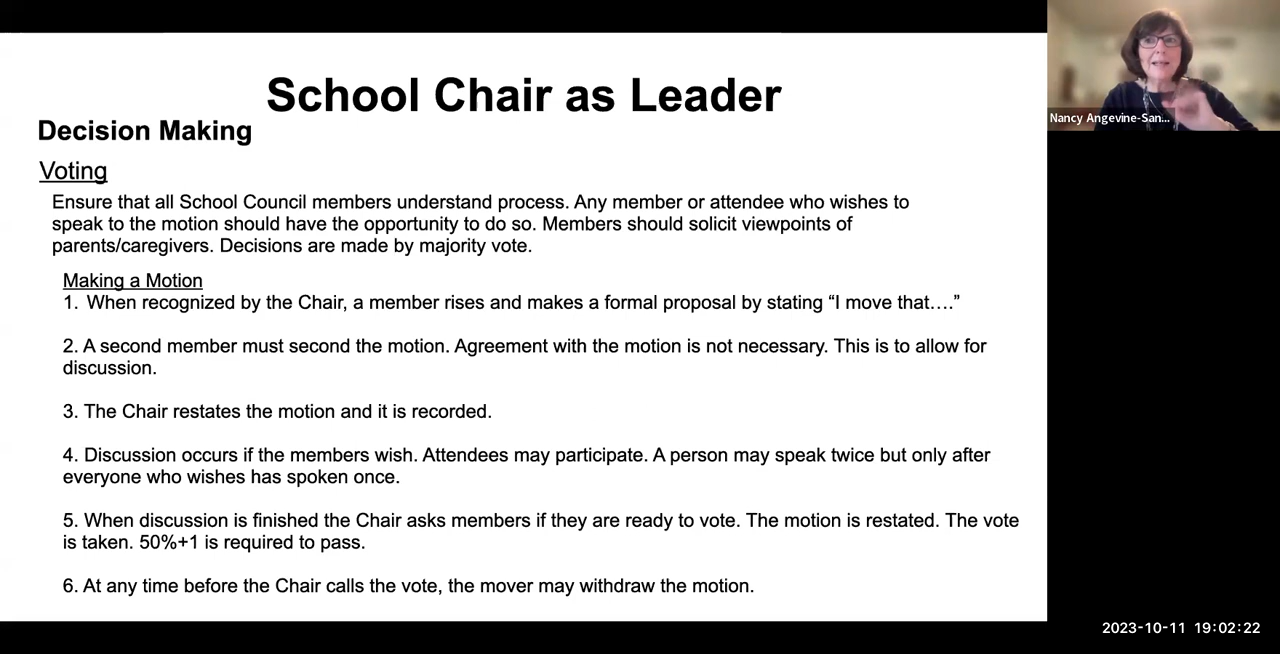 School Chair as Leader
Decision Making
Voting
Ensure that all School Council members understand process. Any member or attendee who wishes to
speak to the motion should have the opportunity to do so. Members should solicit viewpoints of
parents/caregivers. Decisions are made by majority vote.
Making a Motion
1. When recognized by the Chair, a member rises and makes a formal proposal by stating “I move that….”
2. A second member must second the motion. Agreement with the motion is not necessary. This is to allow for
discussion.
3. The Chair restates the motion and it is recorded.
4. Discussion occurs if the members wish. Attendees may participate. A person may speak twice but only after
everyone who wishes has spoken once.
5. When discussion is finished the Chair asks members if they are ready to vote. The motion is restated. The vote
is taken. 50%+1 is required to pass.
6. At any time before the Chair calls the vote, the mover may withdraw the motion.
Nancy Angevine-San...
2023-10-11 19:02:22